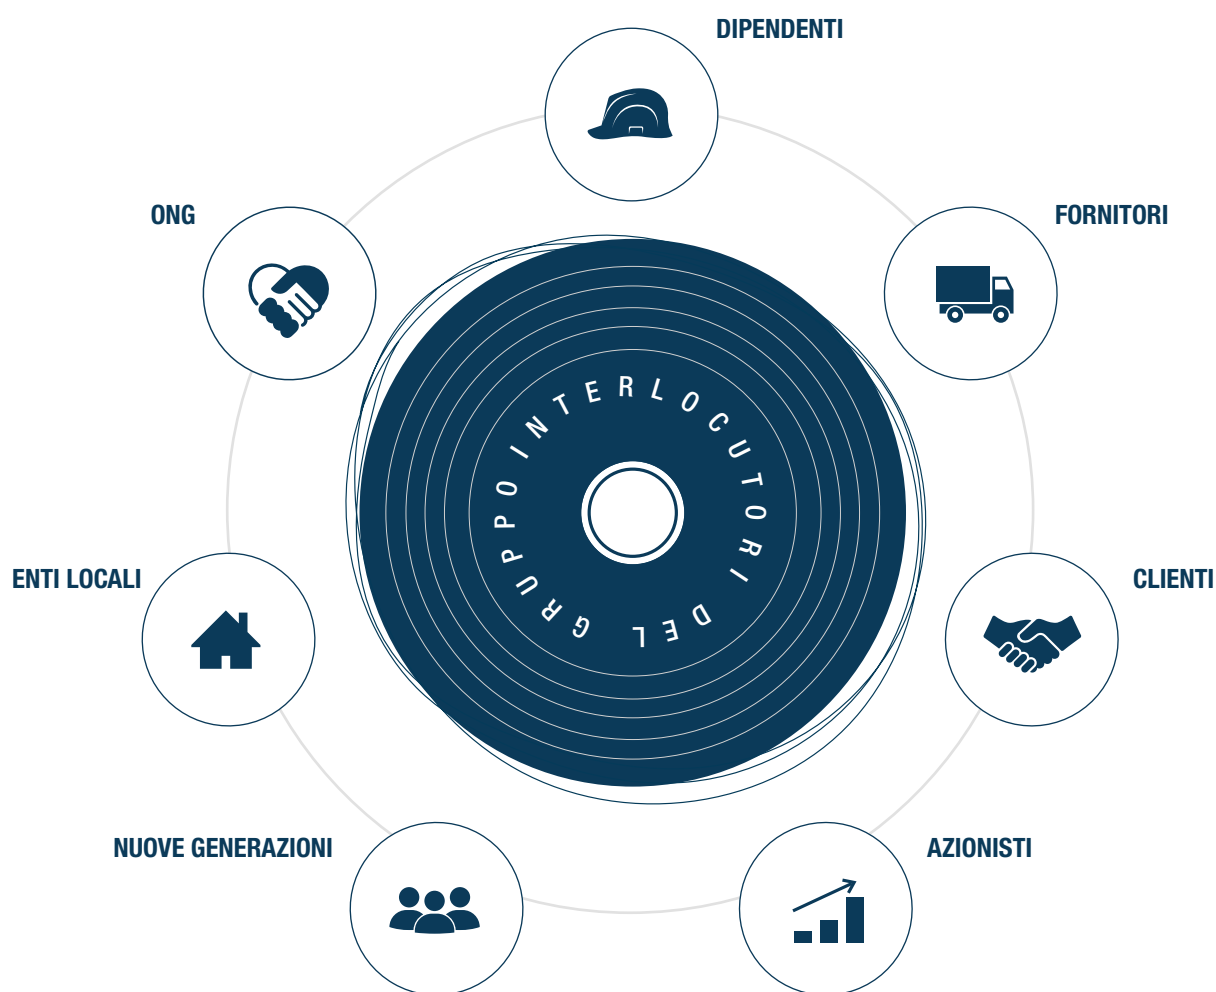 DIPENDENTI
ONG
FORNITORI
INTERLOCUTORI DEL GRUPPO
ENTI LOCALI
CLIENTI
NUOVE GENERAZIONI
AZIONISTI